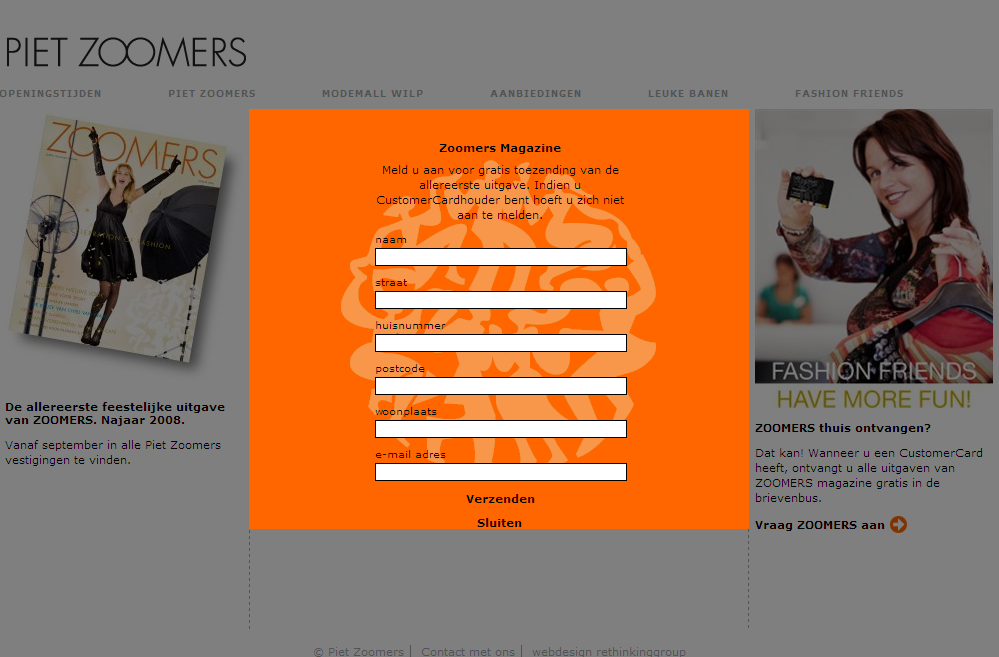 PIET ZOOMERS
OPENINGSTIJDEN PIET ZOOMERS MODEMALL WILP AANBIEDINGEN LEUKE BANEN FASHION FRIENDS
ZOOMERS
De allereerste feestelijke uitgave
van ZOOMERS. Najaar 2008.
Vanaf september in alle Piet Zoomers
vestigingen te vinden.
Zoomers Magazine
Meld u aan voor gratis toezending van de
allereerste uitgave. Indien u
CustomerCardhouder bent hoeft u zich niet
aan te melden.
naam
straat
huisnummer
postcode
woonplaats
e-mail adres
Verzenden
Sluiten
FASHION FRIENDS
HAVE MORE FUN!
ZOOMERS thuis ontvangen?
Dat kan! Wanneer u een CustomerCard
heeft, ontvangt u alle uitgaven van
ZOOMERS magazine gratis in de
brievenbus.
Vraag ZOOMERS aan
© Piet Zoomers | Contact met ons | webdesign rethinkinggroup